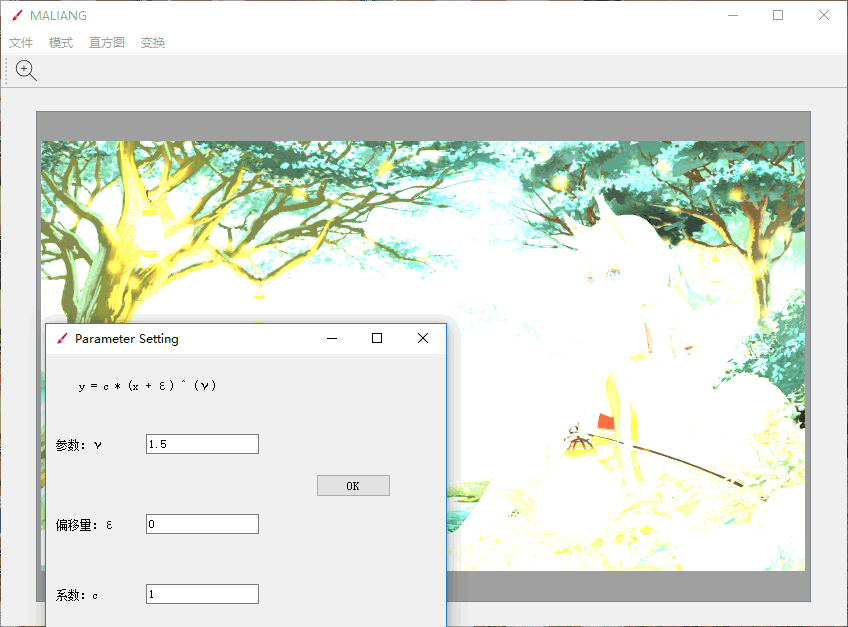 MALIANG
文件 模式 直方图 变换
Parameter Setting
y = c * (x + ε) ^ (γ)
参数: γ 1.5
OK
偏移量: ε 0
系数: c 1